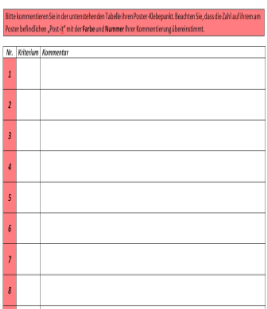 Bitte kommentieren Sie in der untenstehenden Tabelle Ihren Poster-Klebepunkt. Beachten Sie, dass die Zahl auf ihrem am
Poster befindlichen „Post-it“ mit der Farbe und Nummer Ihrer Kommentierung übereinstimmt.
Nr. Kriterium Kommentar
1
2
3
4
5
6
7
8